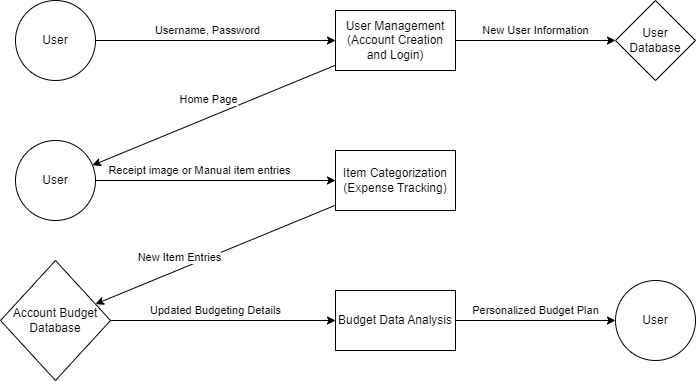 User
Username, Password
User Management
(Account Creation
and Login)
New User Information
User
Database
Home Page
User
Receipt image or Manual item entries
Item Categorization
(Expense Tracking)
New Item Entries
Account Budget
Database
Updated Budgeting Details
Budget Data Analysis
Personalized Budget Plan
User